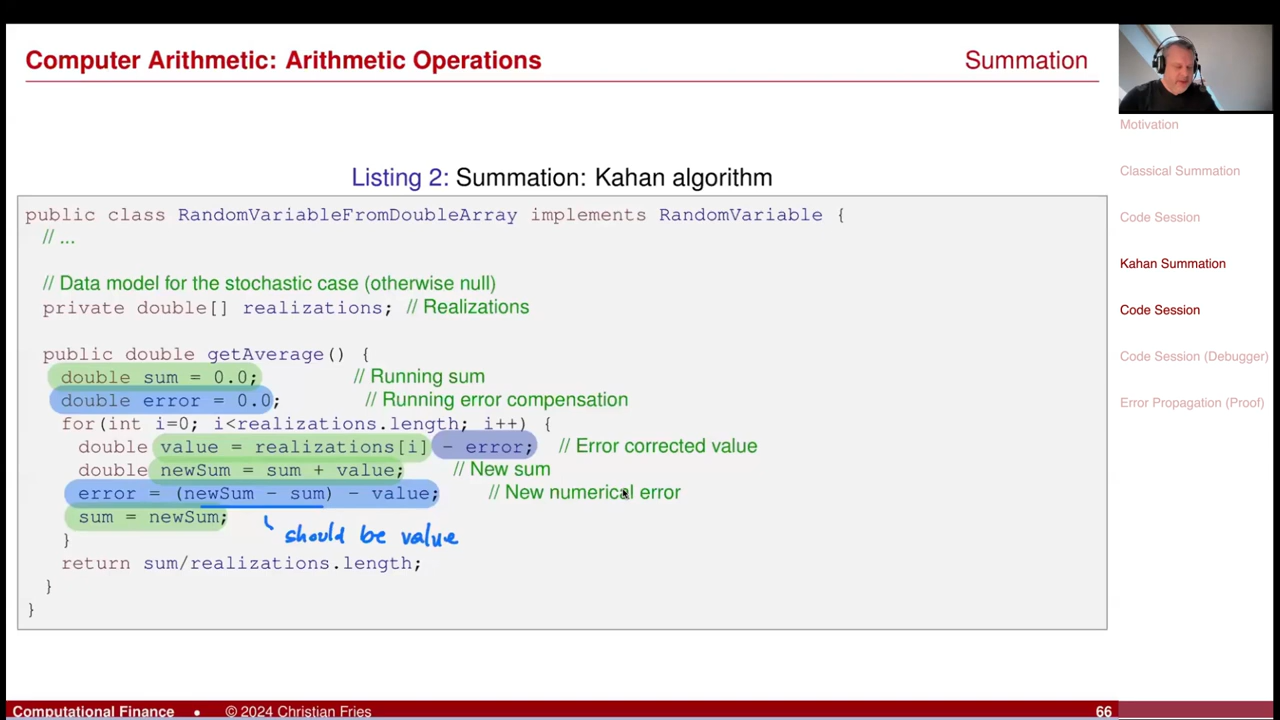 Computer Arithmetic: Arithmetic Operations
Summation
Motivation
Classical Summation
Code Session
Kahan Summation
Code Session
Code Session (Debugger)
Error Propagation (Proof)
Listing 2: Summation: Kahan algorithm
public class RandomVariableFromDoubleArray implements RandomVariable {
// ...
// Data model for the stochastic case (otherwise null)
private double[] realizations; // Realizations
public double getAverage() {
double sum = 0.0; // Running sum
double error = 0.0; // Running error compensation
for(int i=0; i<realizations.length; i++) {
double value = realizations[i] - error; // Error corrected value
double newSum = sum + value; // New sum
error = (newSum - sum) - value; // New numerical error
sum = newSum;
should be value
}
return sum/realizations.length;
}
}
Computational Finance • © 2024 Christian Fries 66